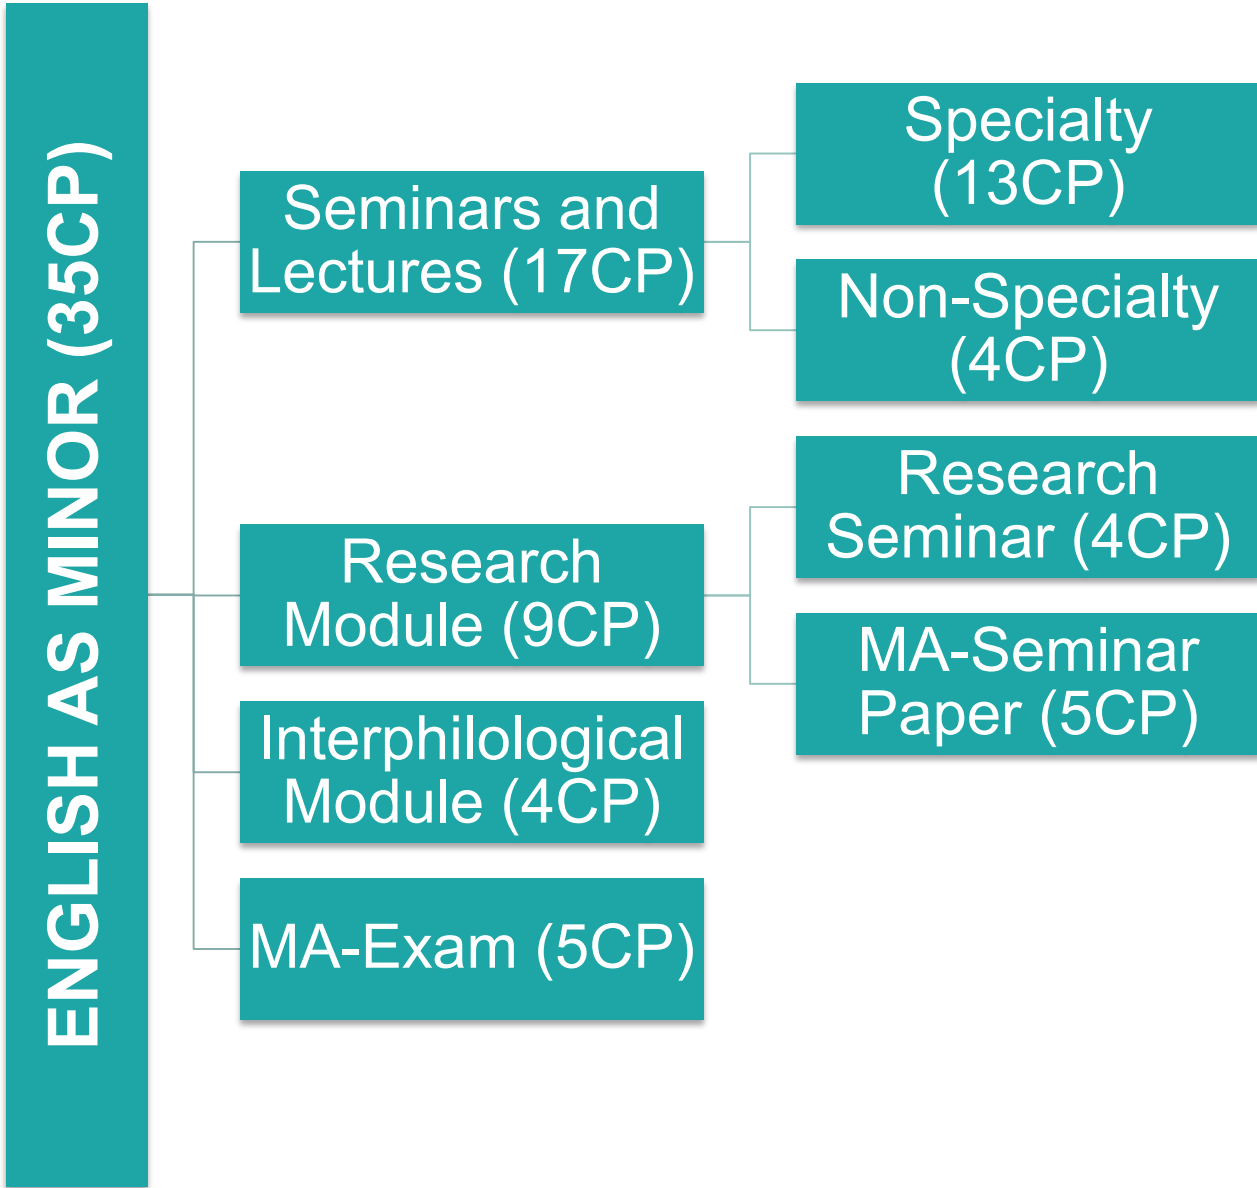 ENGLISH AS MINOR (35CP)
Seminars and
Lectures (17CP)
Specialty
(13CP)
Non-Specialty
(4CP)
Research
Module (9CP)
Research
Seminar (4CP)
MA-Seminar
Paper (5CP)
Interphilological
Module (4CP)
MA-Exam (5CP)